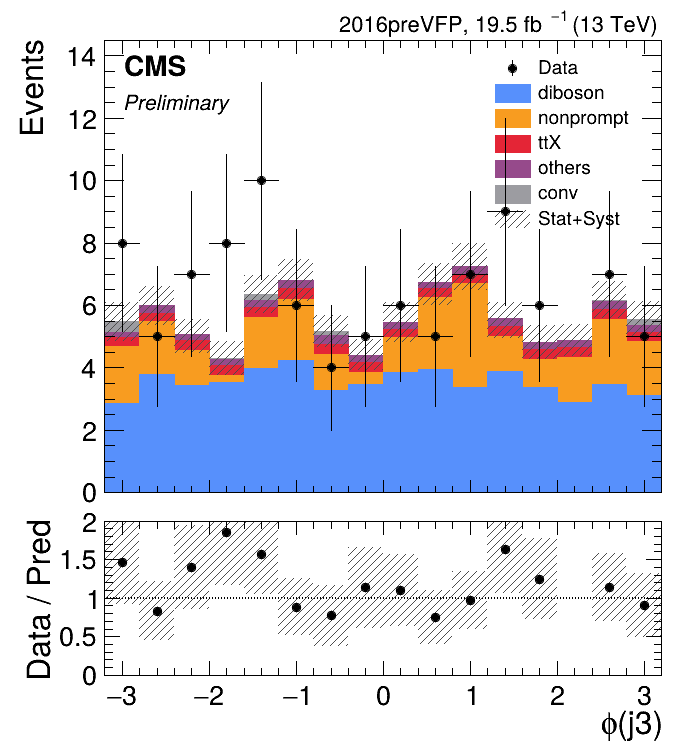 2016preVFP, 19.5 fb⁻¹ (13 TeV)
Events
14
12
10
8
6
4
2
0
CMS
Preliminary
Data
diboson
nonprompt
ttX
others
conv
Stat+Syst
Data / Pred
2
1.5
1
0.5
0
−3
−2
−1
0
1
2
3
ϕ(j3)